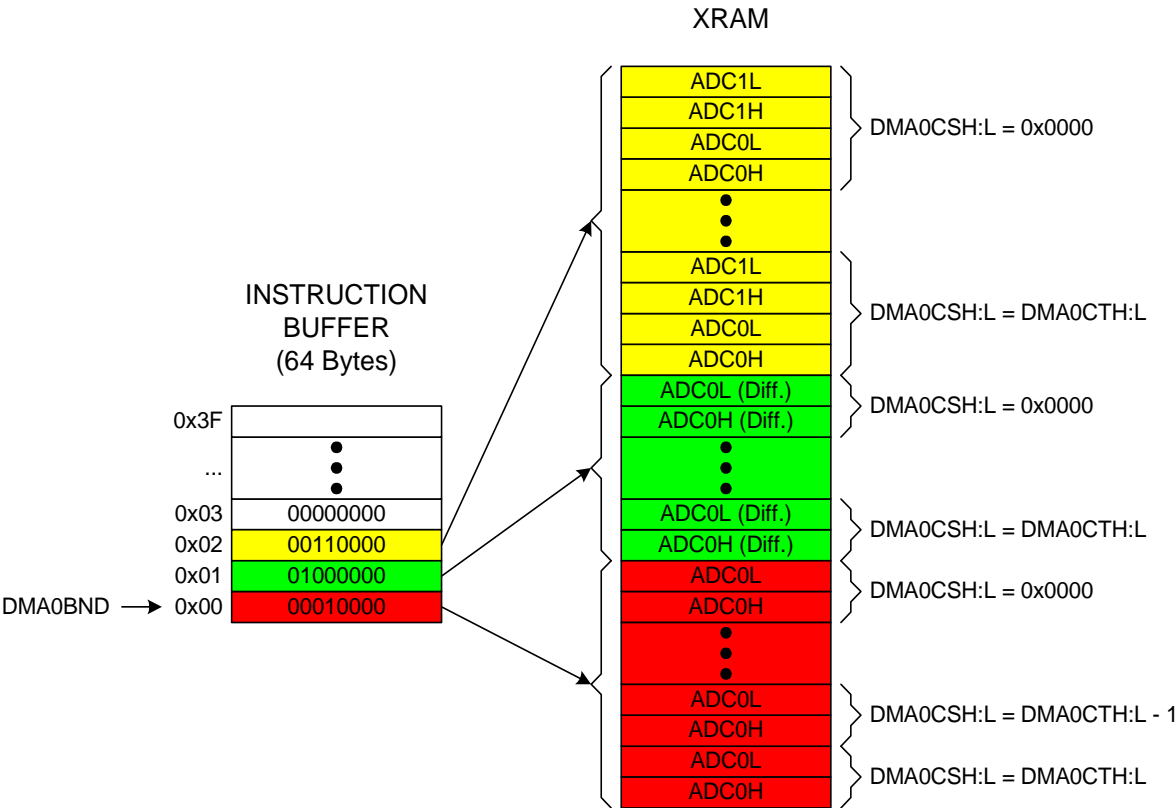 XRAM
ADC1L
ADC1H
ADC0L
ADC0H
DMA0CSH:L = 0x0000
ADC1L
ADC1H
ADC0L
ADC0H
DMA0CSH:L = DMA0CTH:L
ADC0L (Diff.)
ADC0H (Diff.)
DMA0CSH:L = 0x0000
ADC0L (Diff.)
ADC0H (Diff.)
DMA0CSH:L = DMA0CTH:L
ADC0L
ADC0H
DMA0CSH:L = 0x0000
ADC0L
ADC0H
DMA0CSH:L = DMA0CTH:L - 1
ADC0L
ADC0H
DMA0CSH:L = DMA0CTH:L
INSTRUCTION
BUFFER
(64 Bytes)
0x3F
...
0x03 00000000
0x02 00110000
0x01 01000000
DMA0BND 0x00 00010000